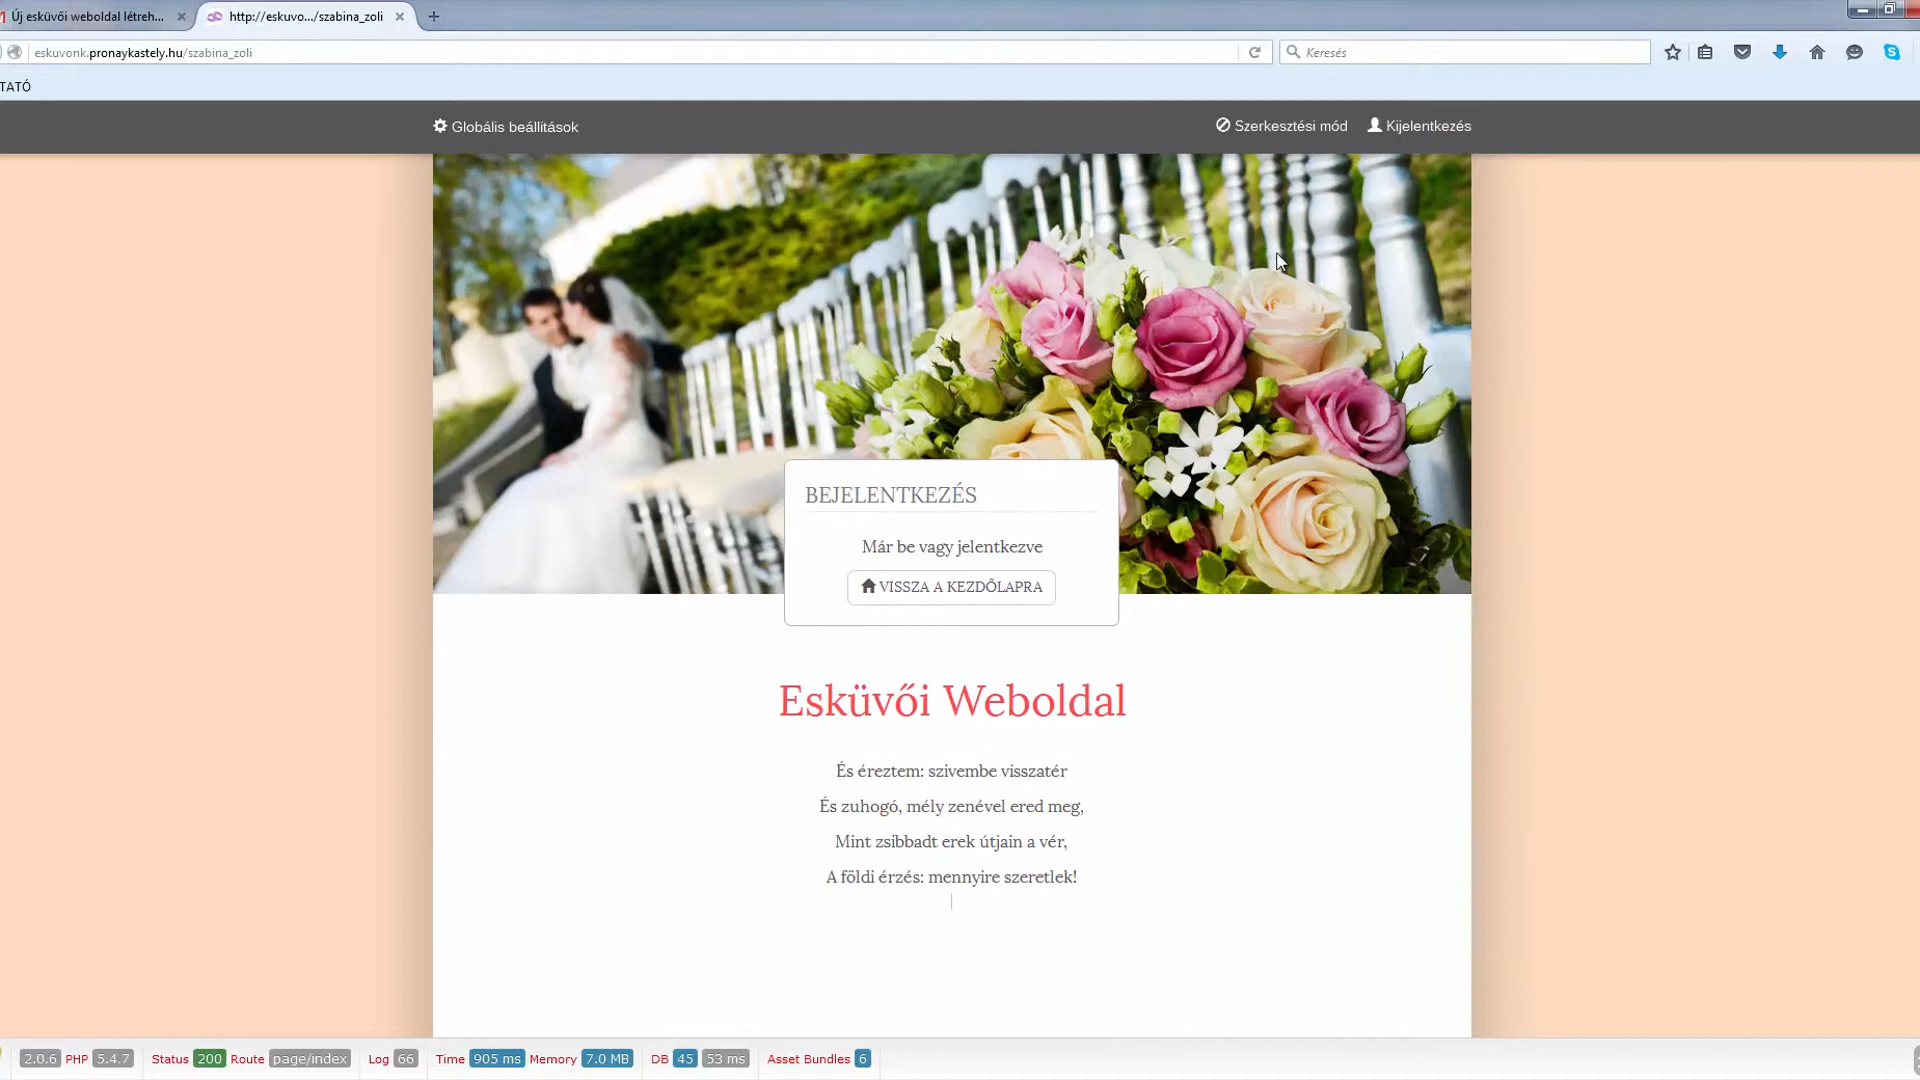 Új esküvői weboldal létreh...
http://eskuvo.../szabina_zoli
eskuvonk.pronaykastely.hu/szabina_zoli
Keresés
TATÓ
Globális beállítások
Szerkesztési mód
Kijelentkezés
BEJELENTKEZÉS
Már be vagy jelentkezve
VISSZA A KEZDŐLAPRA
Esküvői Weboldal
És éreztem: szivembe visszatér
És zuhogó, mély zenével ered meg,
Mint zsibbadt erek útjain a vér,
A földi érzés: mennyire szeretlek!
2.0.6 PHP 5.4.7 Status 200 Route page/index Log 66 Time 905 ms Memory 7.0 MB DB 45 53 ms Asset Bundles 6